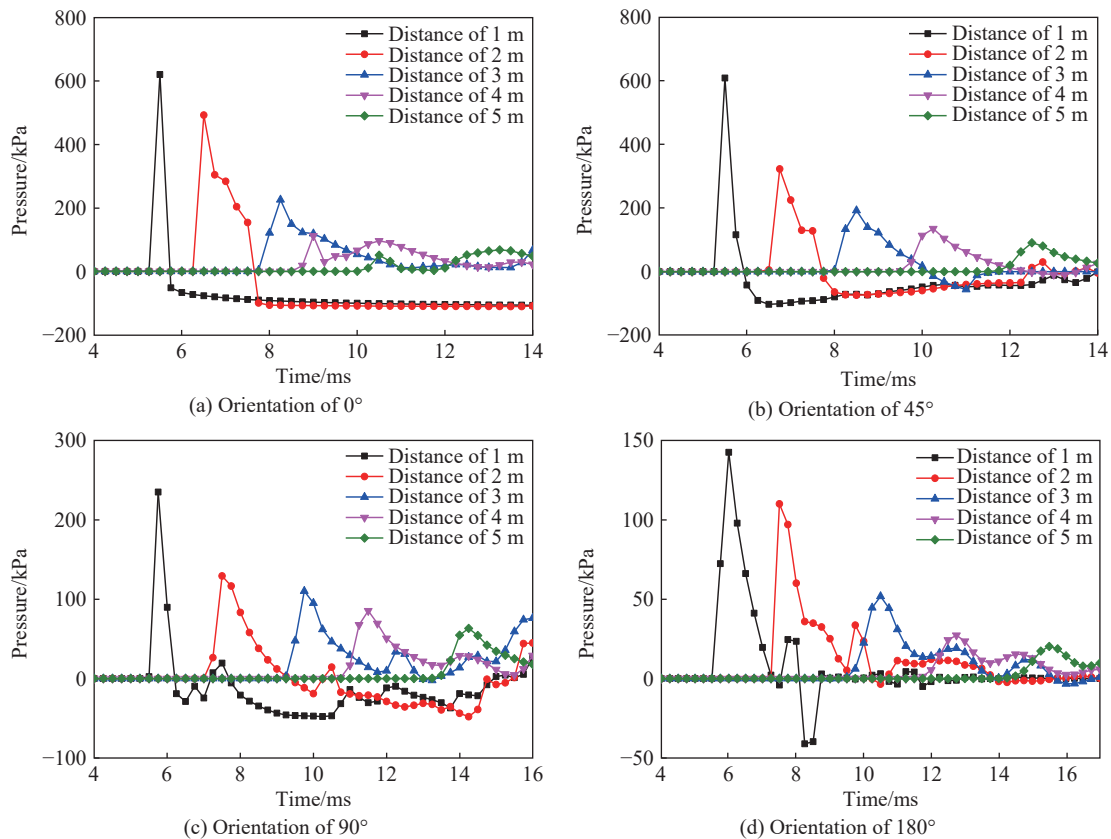 800
600
400
200
0
−200
Pressure/kPa
Distance of 1 m
Distance of 2 m
Distance of 3 m
Distance of 4 m
Distance of 5 m
4 6 8 10 12 14
Time/ms
(a) Orientation of 0°
800
600
400
200
0
−200
Pressure/kPa
Distance of 1 m
Distance of 2 m
Distance of 3 m
Distance of 4 m
Distance of 5 m
4 6 8 10 12 14
Time/ms
(b) Orientation of 45°
300
200
100
0
−100
Pressure/kPa
Distance of 1 m
Distance of 2 m
Distance of 3 m
Distance of 4 m
Distance of 5 m
4 6 8 10 12 14 16
Time/ms
(c) Orientation of 90°
150
100
50
0
50
Pressure/kPa
Distance of 1 m
Distance of 2 m
Distance of 3 m
Distance of 4 m
Distance of 5 m
4 6 8 10 12 14 16
Time/ms
(d) Orientation of 180°